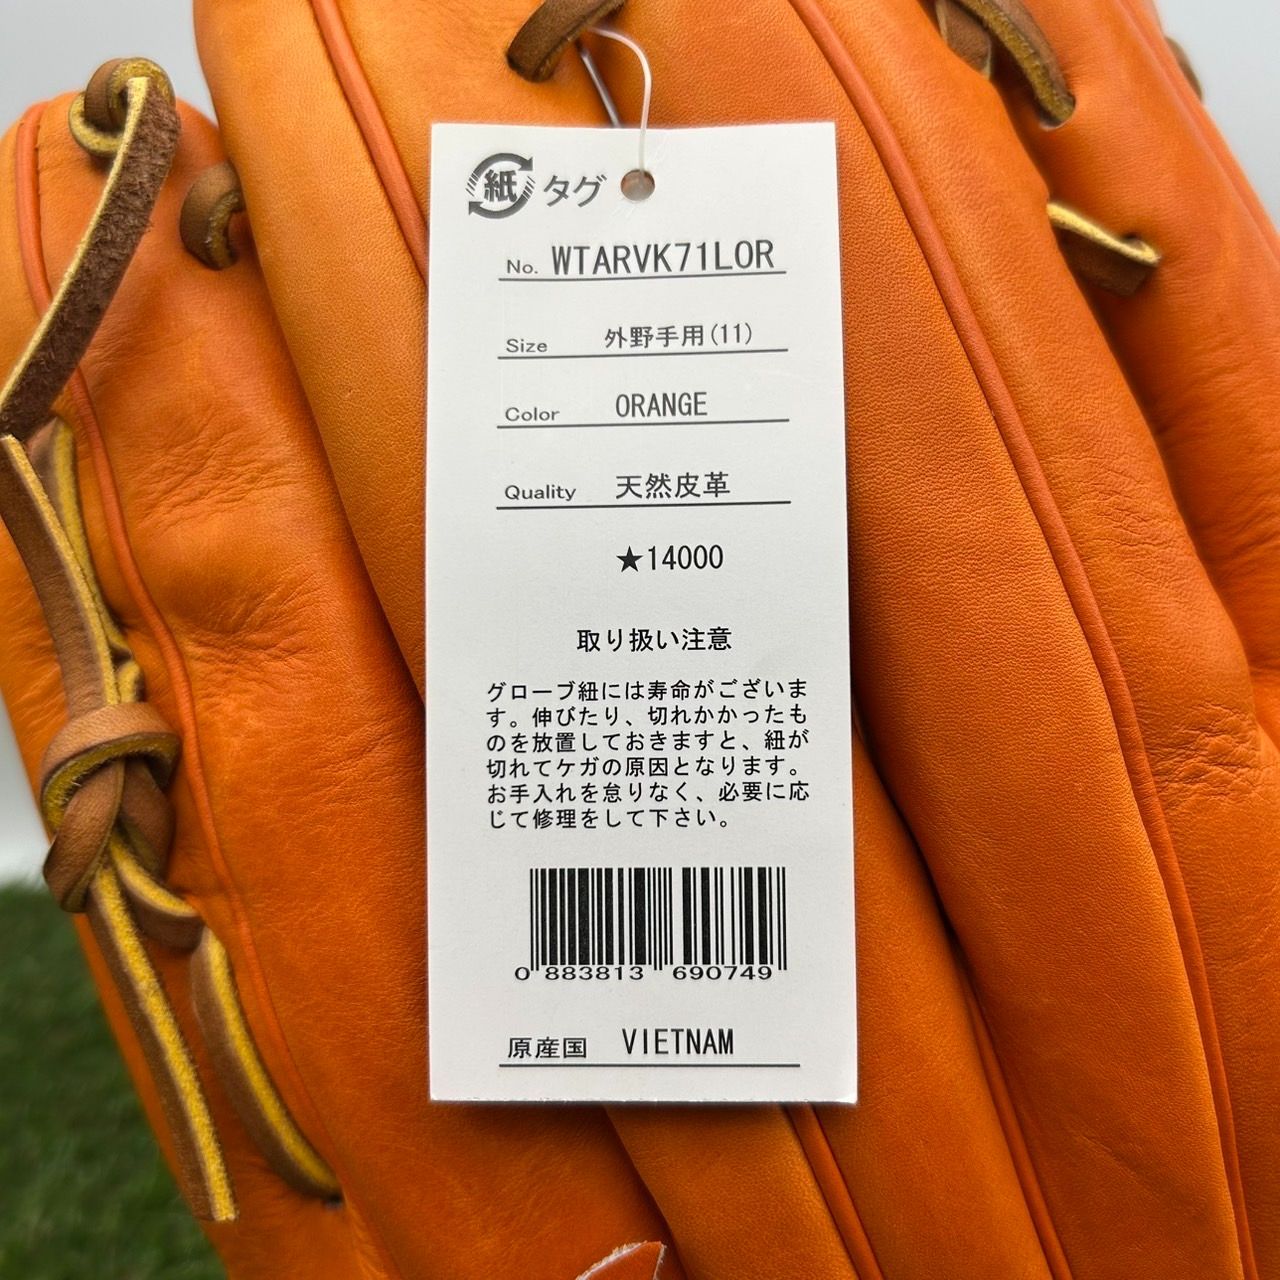 紙 タグ
No. WTARVK71LOR
Size 外野手用(11)
Color ORANGE
Quality 天然皮革
★14000
取り扱い注意
グローブ紐には寿命がございま
す。伸びたり、切れかかったも
のを放置しておきますと、紐が
切れてケガの原因となります。
お手入れを怠りなく、必要に応
じて修理をして下さい。
0 883813 690749
原産国 VIETNAM